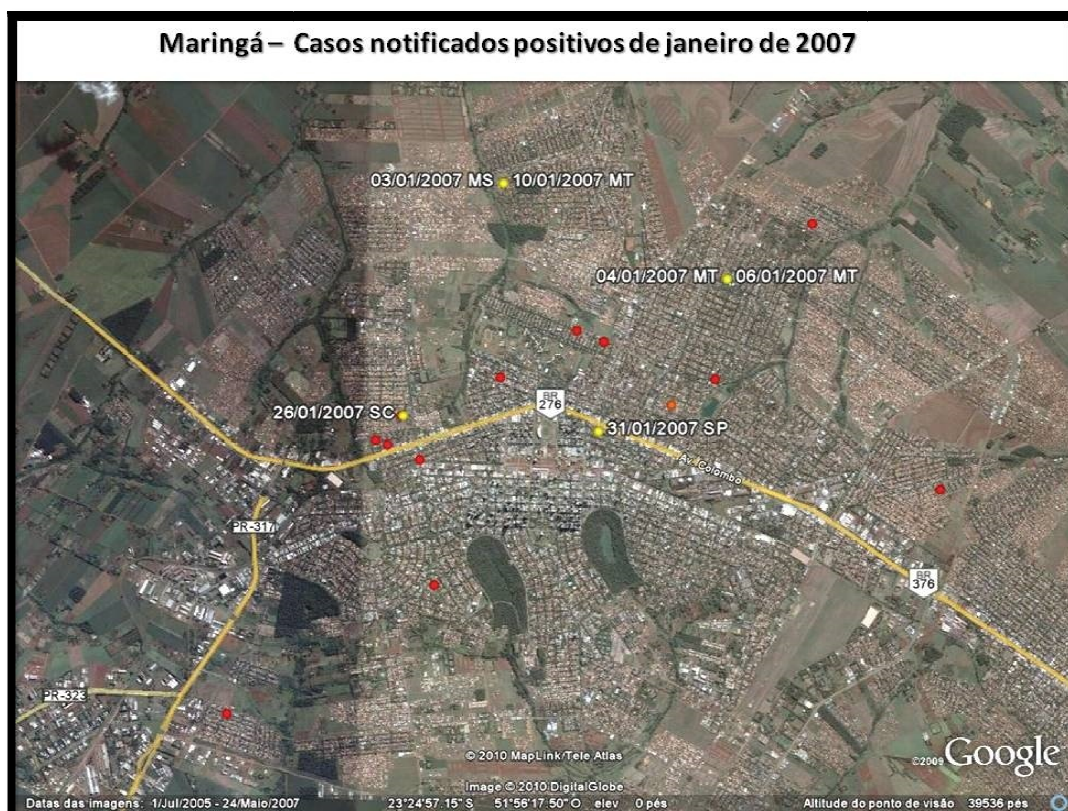 Maringá – Casos notificados positivos de janeiro de 2007
03/01/2007 MS 10/01/2007 MT
04/01/2007 MT 06/01/2007 MT
BR
276
26/01/2007 SC
31/01/2007 SP
Av. Colombo
PR-317
BR
376
PR-323
© 2010 MapLink/Tele Atlas
©2009 Google
Image © 2010 DigitalGlobe
Datas das imagens: 1/Jul/2005 - 24/Maio/2007 23°24'57.15" S 51°56'17.50" O elev 0 pés Altitude do ponto de visão 39536 pés